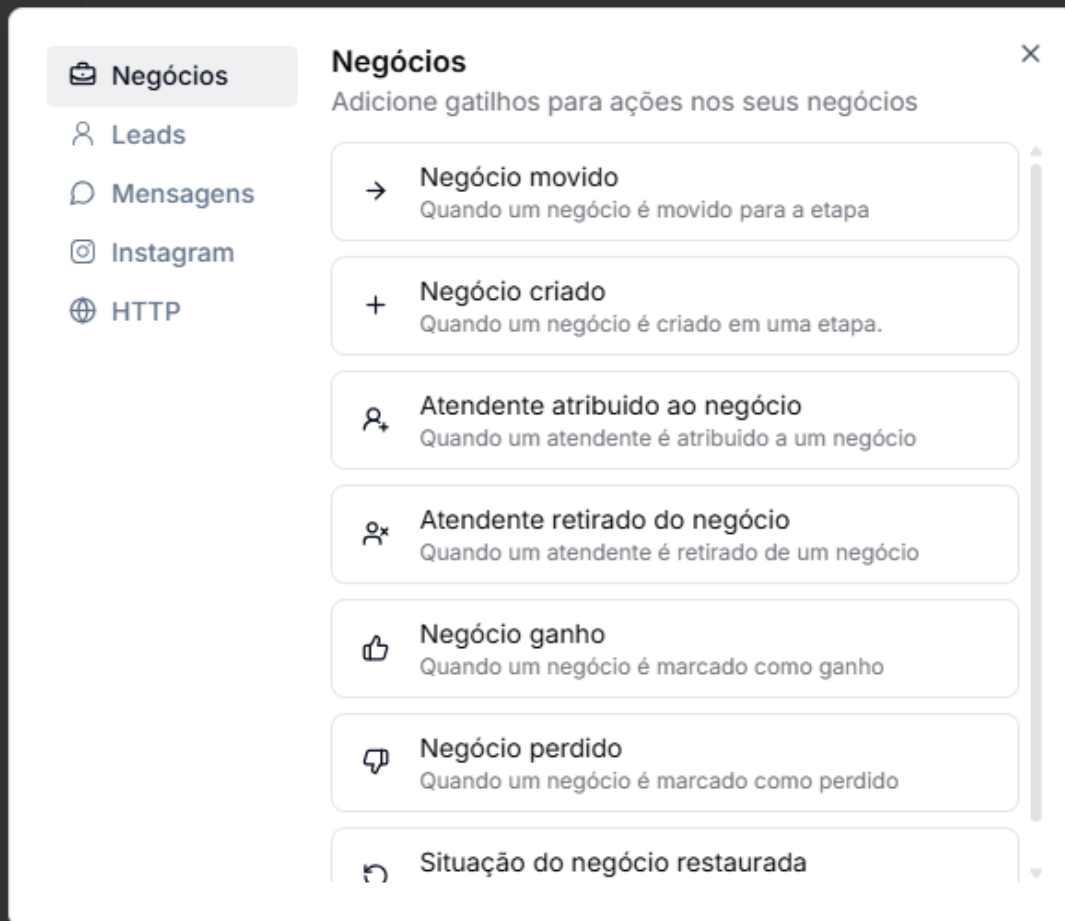 Negócios
Leads
Mensagens
Instagram
HTTP
Negócios
Adicione gatilhos para ações nos seus negócios
Negócio movido
Quando um negócio é movido para a etapa
Negócio criado
Quando um negócio é criado em uma etapa.
Atendente atribuido ao negócio
Quando um atendente é atribuido a um negócio
Atendente retirado do negócio
Quando um atendente é retirado de um negócio
Negócio ganho
Quando um negócio é marcado como ganho
Negócio perdido
Quando um negócio é marcado como perdido
Situação do negócio restaurada